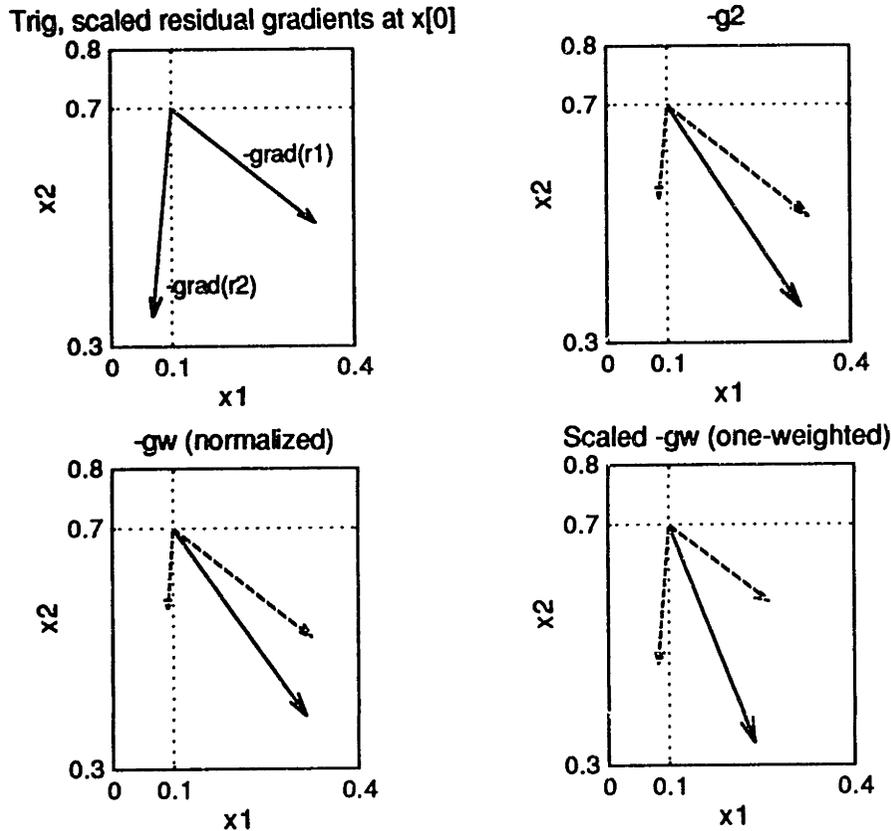 Trig, scaled residual gradients at x[0]
0.8
0.7
x2
-grad(r1)
-grad(r2)
0.3
0
0.1
0.4
x1
-g2
0.8
0.7
x2
0.3
0
0.1
0.4
x1
-gw (normalized)
0.8
0.7
x2
0.3
0
0.1
0.4
x1
Scaled -gw (one-weighted)
0.8
0.7
x2
0.3
0
0.1
0.4
x1